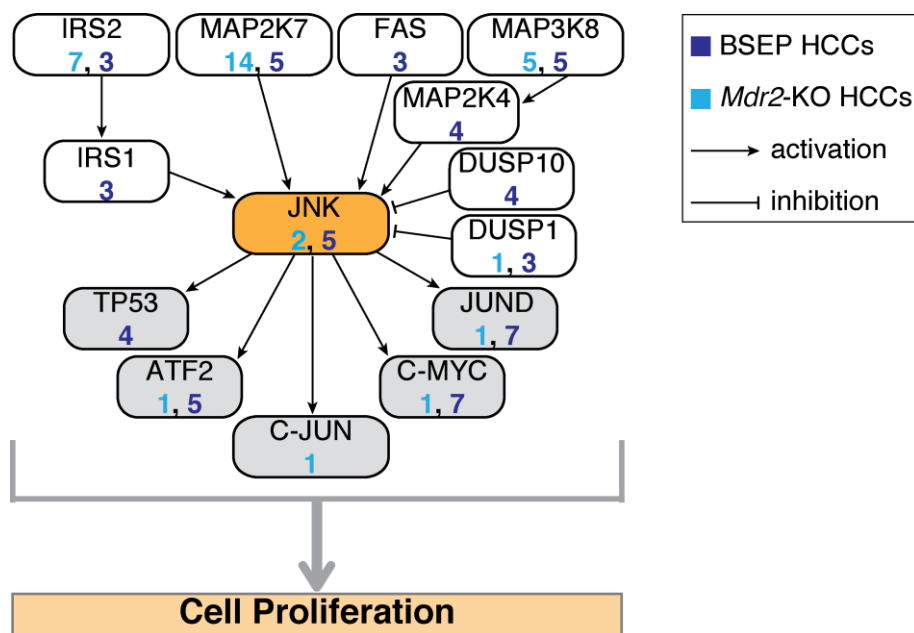 IRS2
7, 3
MAP2K7
14, 5
FAS
3
MAP3K8
5, 5
MAP2K4
4
IRS1
3
DUSP10
4
JNK
2, 5
DUSP1
1, 3
TP53
4
JUND
1, 7
ATF2
1, 5
C-MYC
1, 7
C-JUN
1
Cell Proliferation
BSEP HCCs
Mdr2-KO HCCs
activation
inhibition